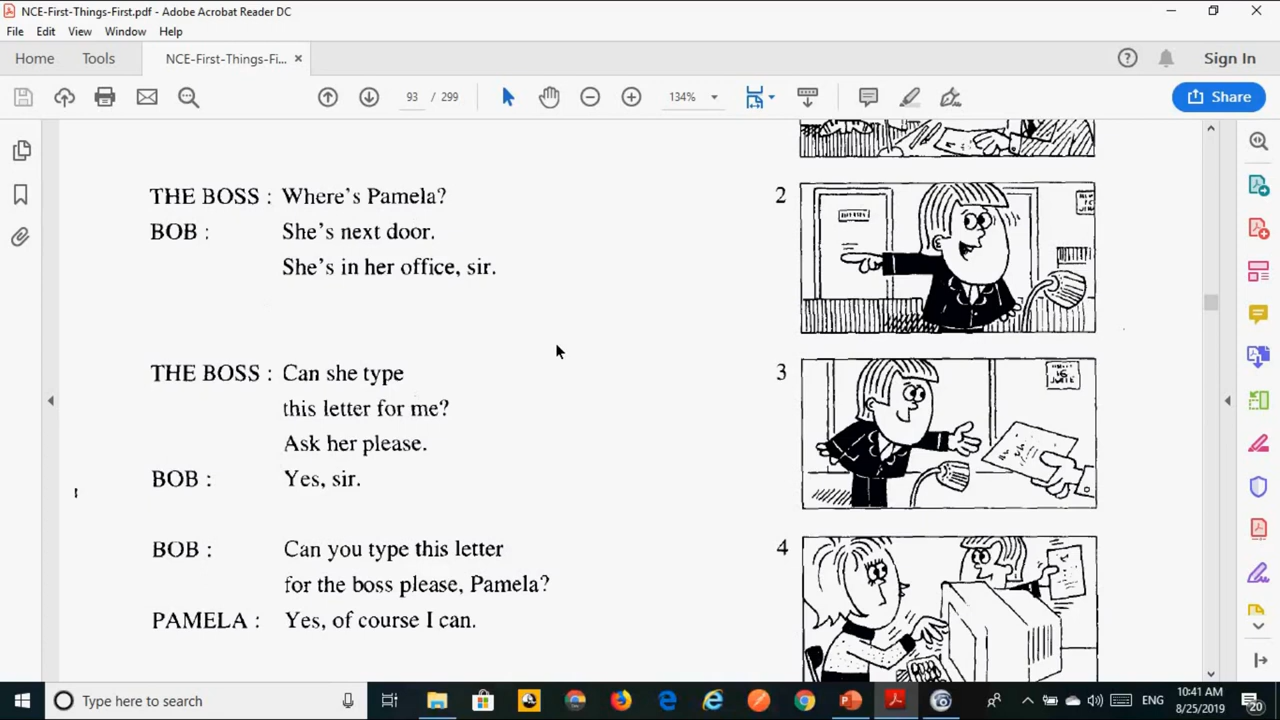 NCE-First-Things-First.pdf - Adobe Acrobat Reader DC
File Edit View Window Help
Home Tools NCE-First-Things-Fi... Sign In
93 / 299 134% Share
THE BOSS : Where's Pamela? 2
BOB : She's next door.
She's in her office, sir.
THE BOSS : Can she type 3
this letter for me?
Ask her please.
BOB : Yes, sir.
BOB : Can you type this letter 4
for the boss please, Pamela?
PAMELA : Yes, of course I can.
Type here to search ENG 10:41 AM
8/25/2019 20